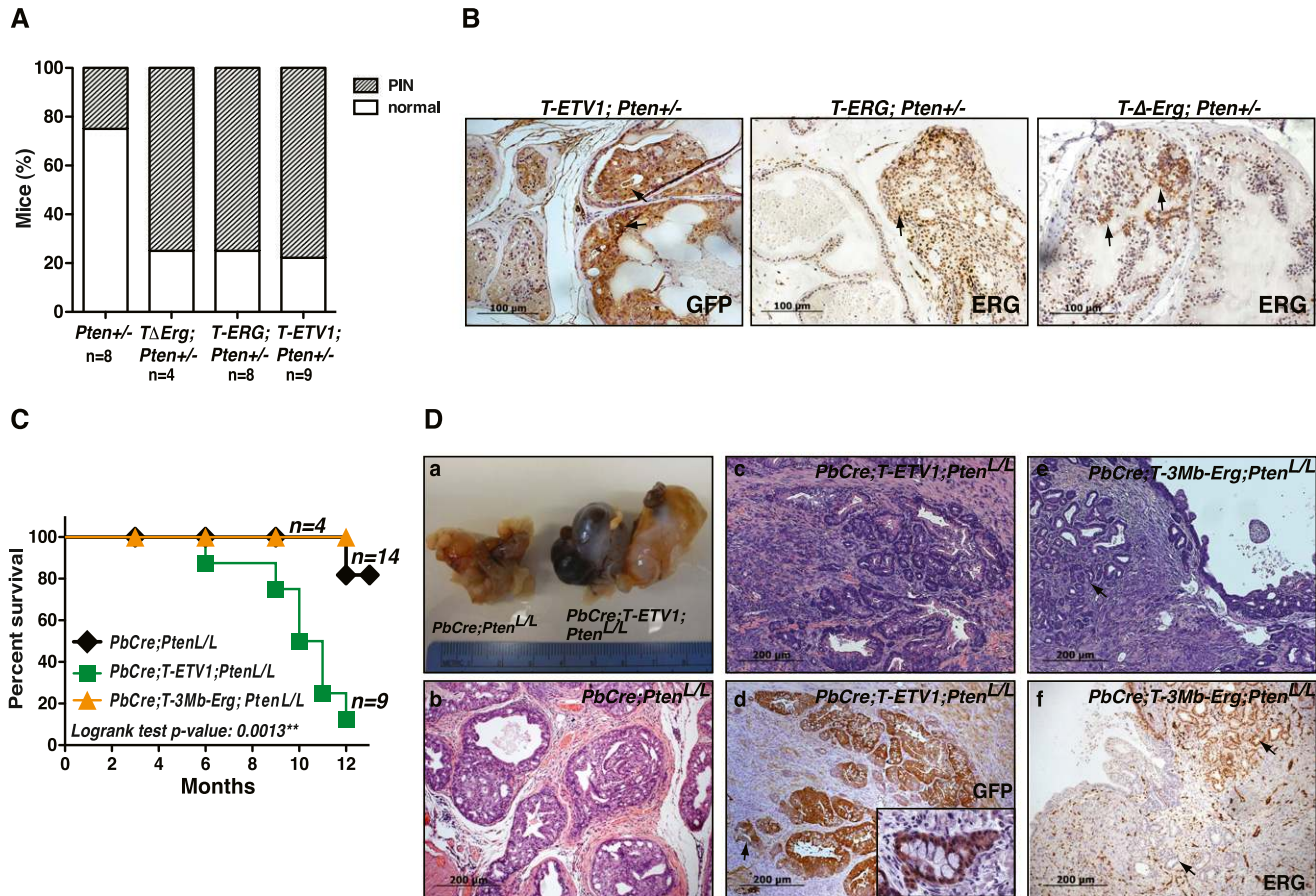 A
100
80
60
40
20
0
Mice (%)
PIN
normal
Pten+/-
n=8
TΔErg;
Pten+/-
n=4
T-ERG;
Pten+/-
n=8
T-ETV1;
Pten+/-
n=9
B
T-ETV1; Pten+/-
100 µm
GFP
T-ERG; Pten+/-
100 µm
ERG
T-Δ-Erg; Pten+/-
100 µm
ERG
C
100
80
60
40
20
0
Percent survival
n=4
n=14
n=9
PbCre;PtenL/L
PbCre;T-ETV1;PtenL/L
PbCre;T-3Mb-Erg; PtenL/L
Logrank test p-value: 0.0013**
0 2 4 6 8 10 12
Months
D
a
PbCre;PtenL/L
PbCre;T-ETV1;
PtenL/L
METRIC
b
PbCre;PtenL/L
200 µm
c
PbCre;T-ETV1;PtenL/L
200 µm
d
PbCre;T-ETV1;PtenL/L
GFP
200 µm
e
PbCre;T-3Mb-Erg;PtenL/L
200 µm
f
PbCre;T-3Mb-Erg;PtenL/L
200 µm
ERG